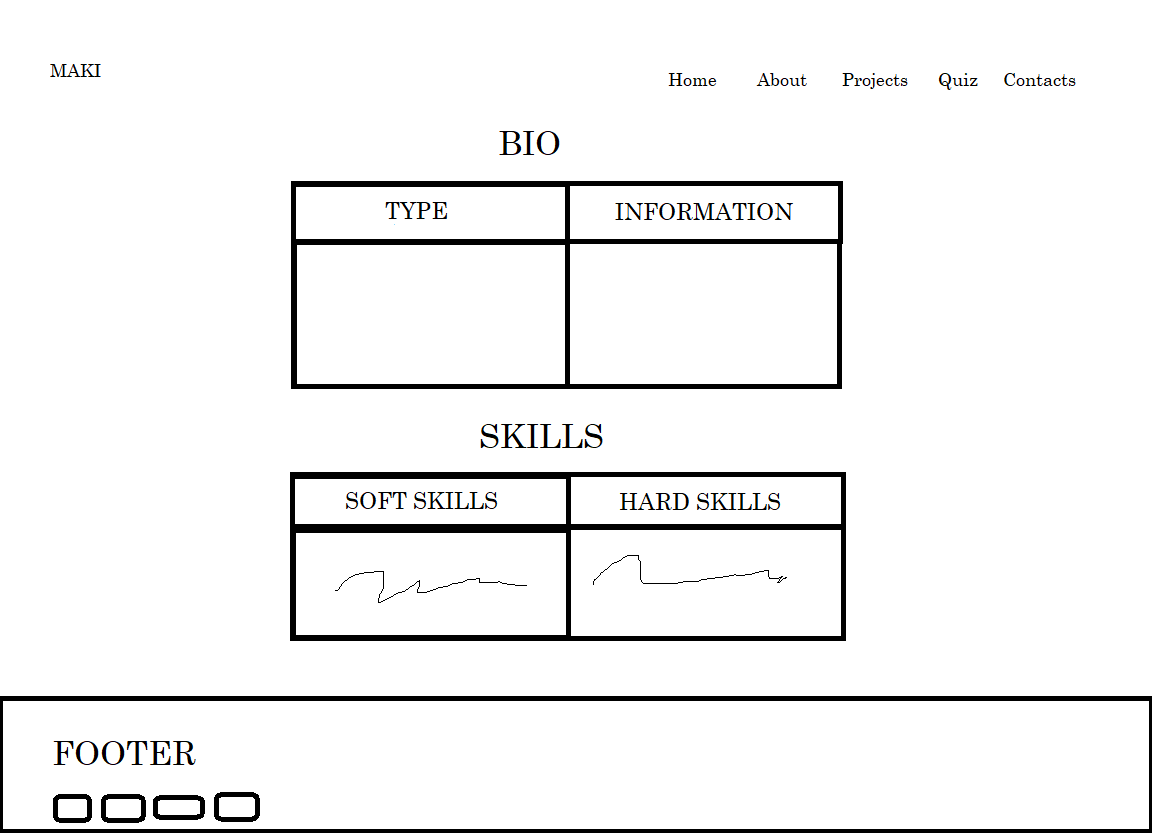 MAKI
Home About Projects Quiz Contacts
BIO
TYPE INFORMATION
SKILLS
SOFT SKILLS HARD SKILLS
FOOTER